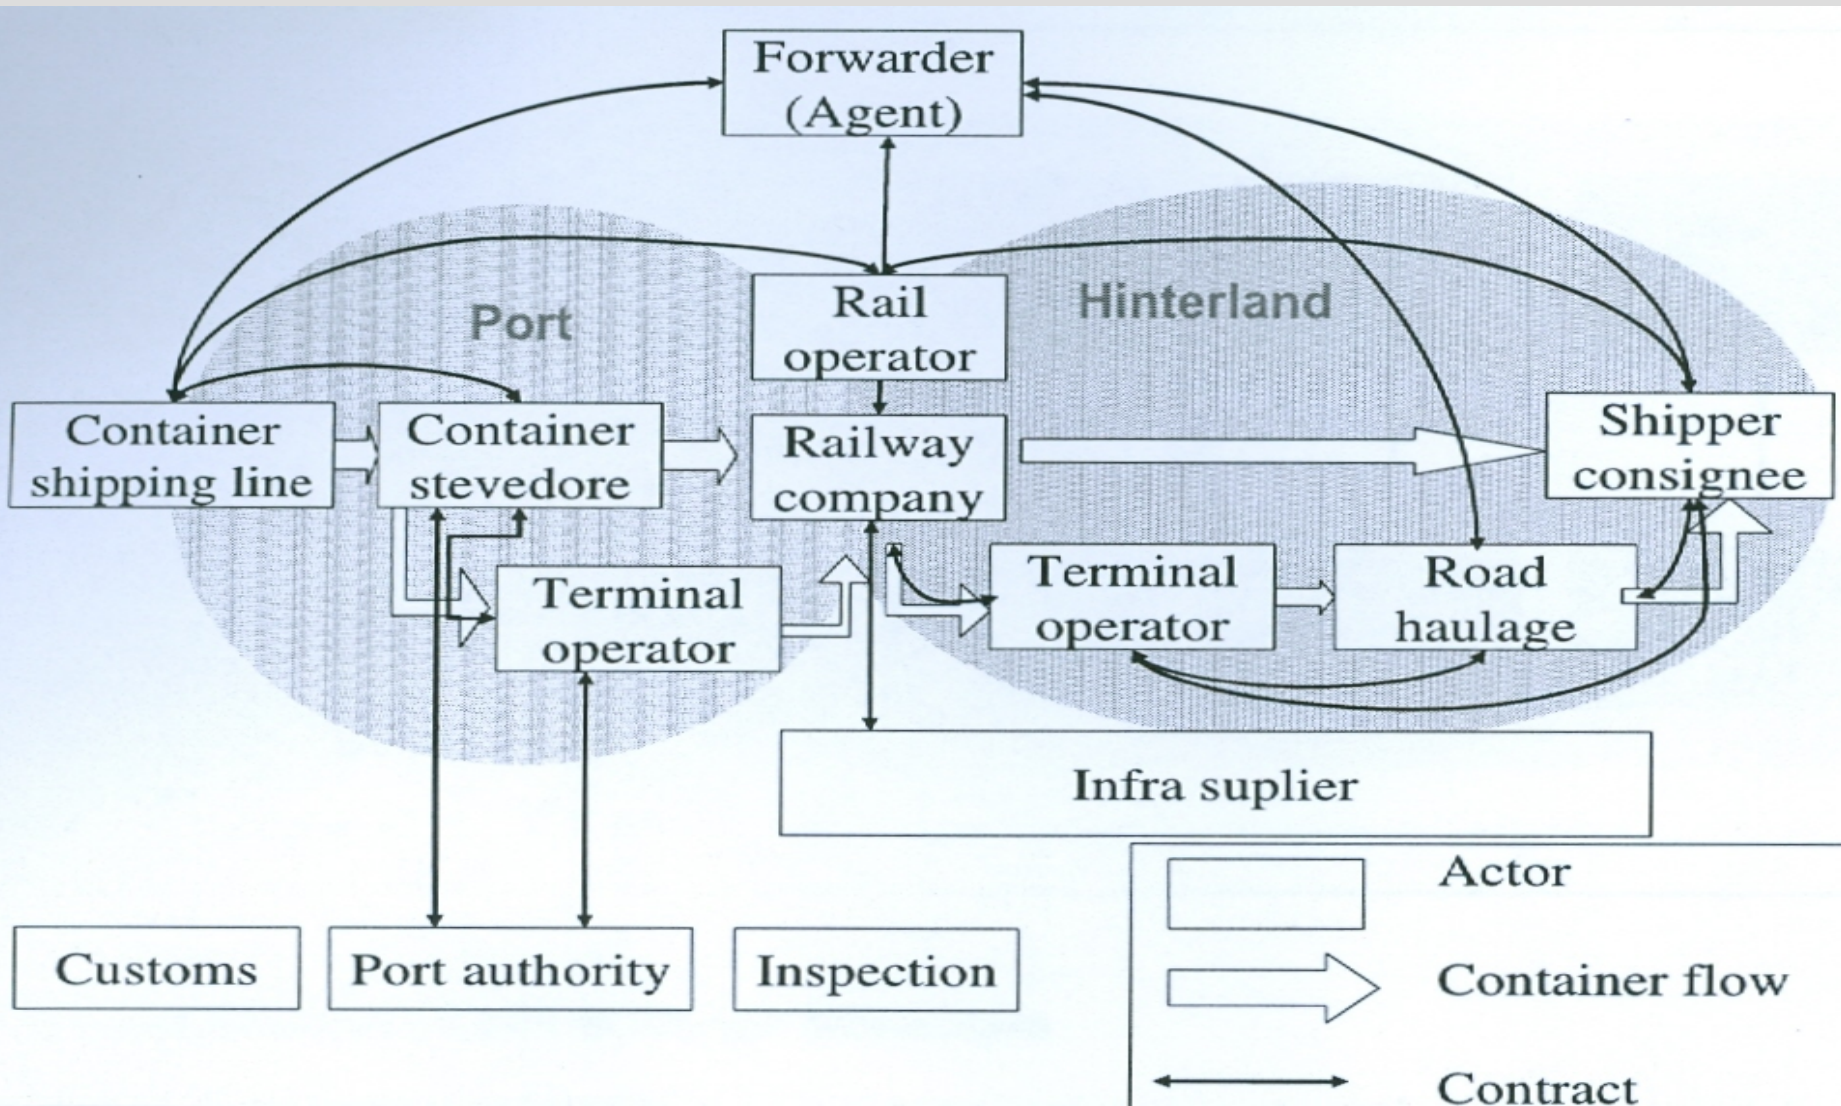 Forwarder
(Agent)
Port
Hinterland
Rail
operator
Container
shipping line
Container
stevedore
Railway
company
Shipper
consignee
Terminal
operator
Terminal
operator
Road
haulage
Infra suplier
Customs
Port authority
Inspection
Actor
Container flow
Contract